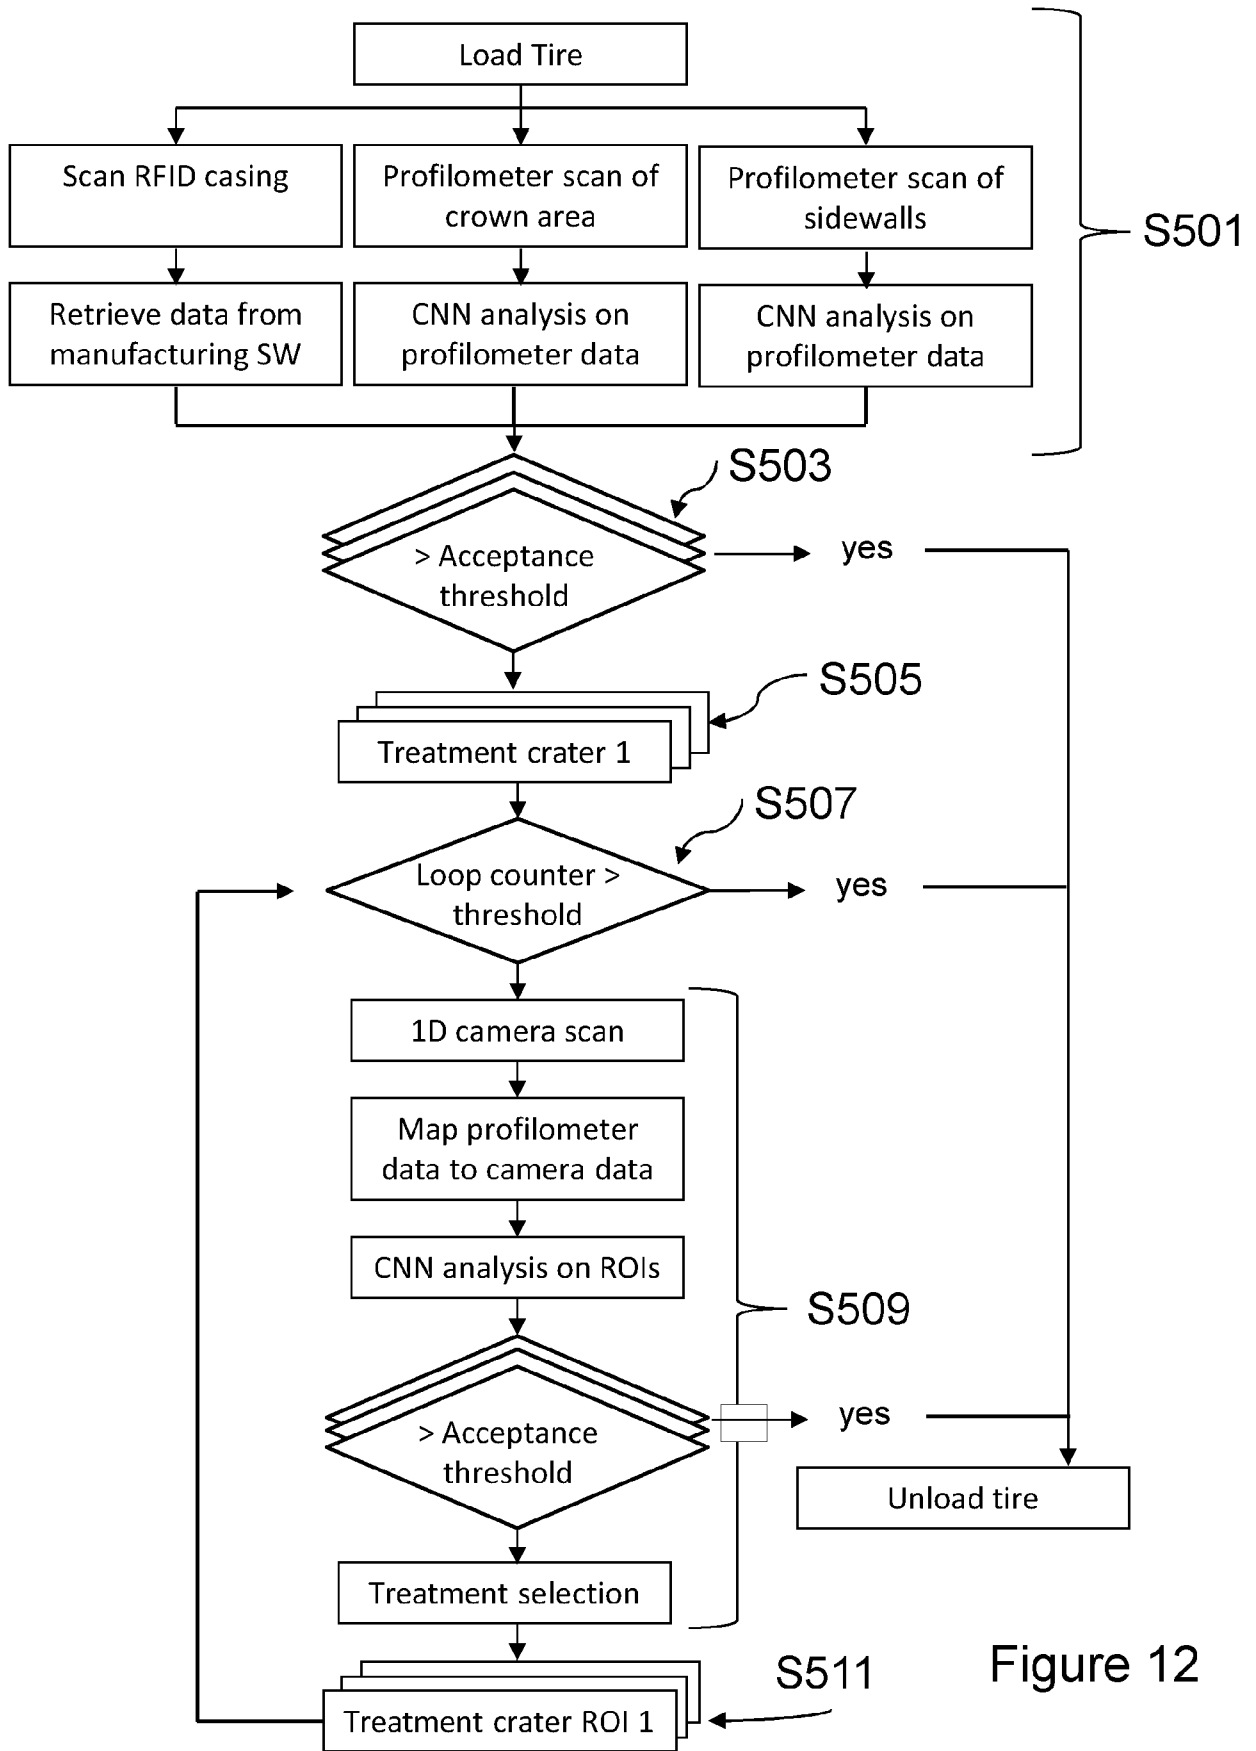 Load Tire
Scan RFID casing
Profilometer scan of
crown area
Profilometer scan of
sidewalls
S501
Retrieve data from
manufacturing SW
CNN analysis on
profilometer data
CNN analysis on
profilometer data
S503
> Acceptance
threshold
yes
S505
Treatment crater 1
S507
Loop counter >
threshold
yes
1D camera scan
Map profilometer
data to camera data
CNN analysis on ROIs
S509
> Acceptance
threshold
yes
Unload tire
Treatment selection
S511
Treatment crater ROI 1
Figure 12